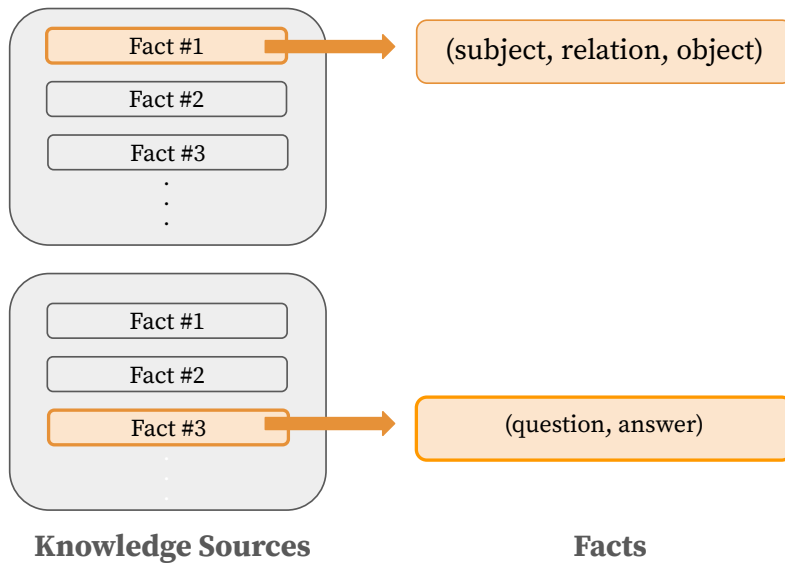 Fact #1
(subject, relation, object)
Fact #2
Fact #3
.
.
.
Fact #1
Fact #2
Fact #3
(question, answer)
.
.
.
Knowledge Sources
Facts